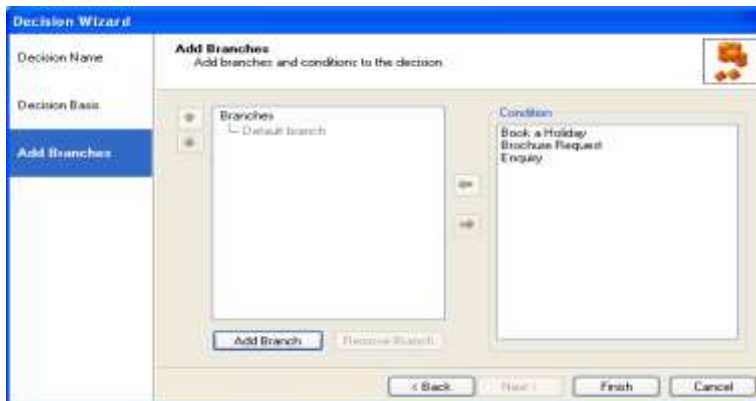 Decision Wizard
Decision Name
Decision Basis
Add Branches
Add Branches
Add branches and conditions to the decision
Branches
Default branch
Condition
Book a Holiday
Brochure Request
Enquiry
Add Branch
Remove Branch
< Back
Next >
Finish
Cancel